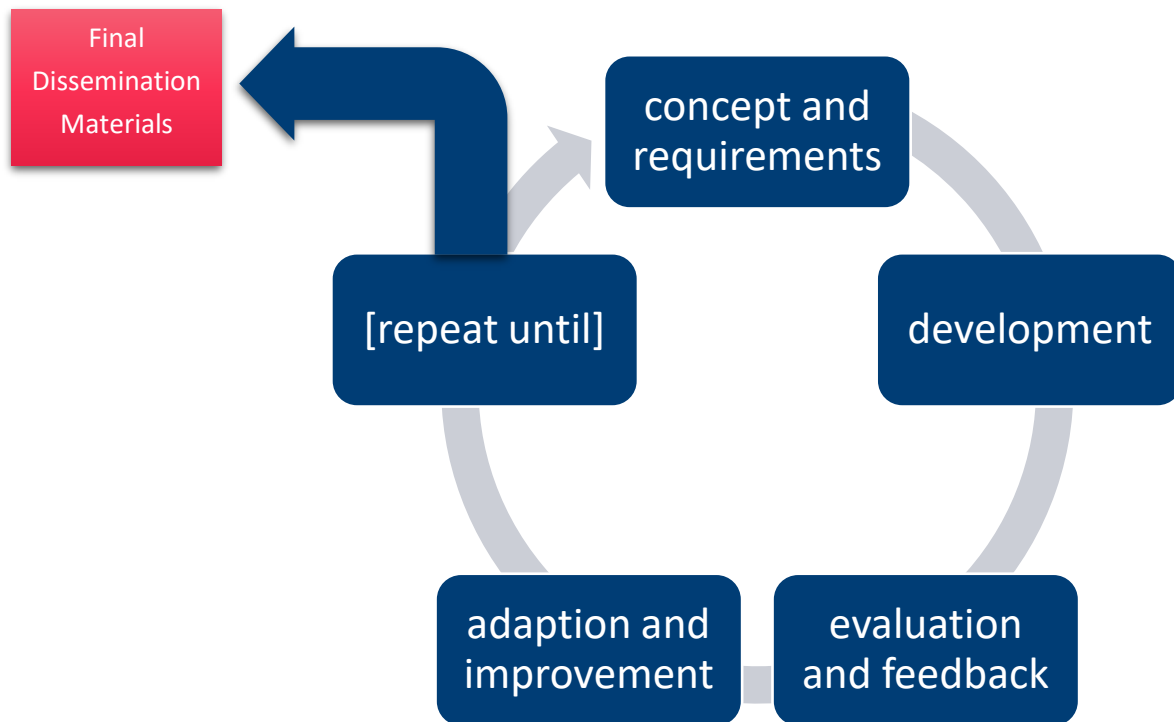 Final
Dissemination
Materials
concept and
requirements
development
evaluation
and feedback
adaption and
improvement
[repeat until]